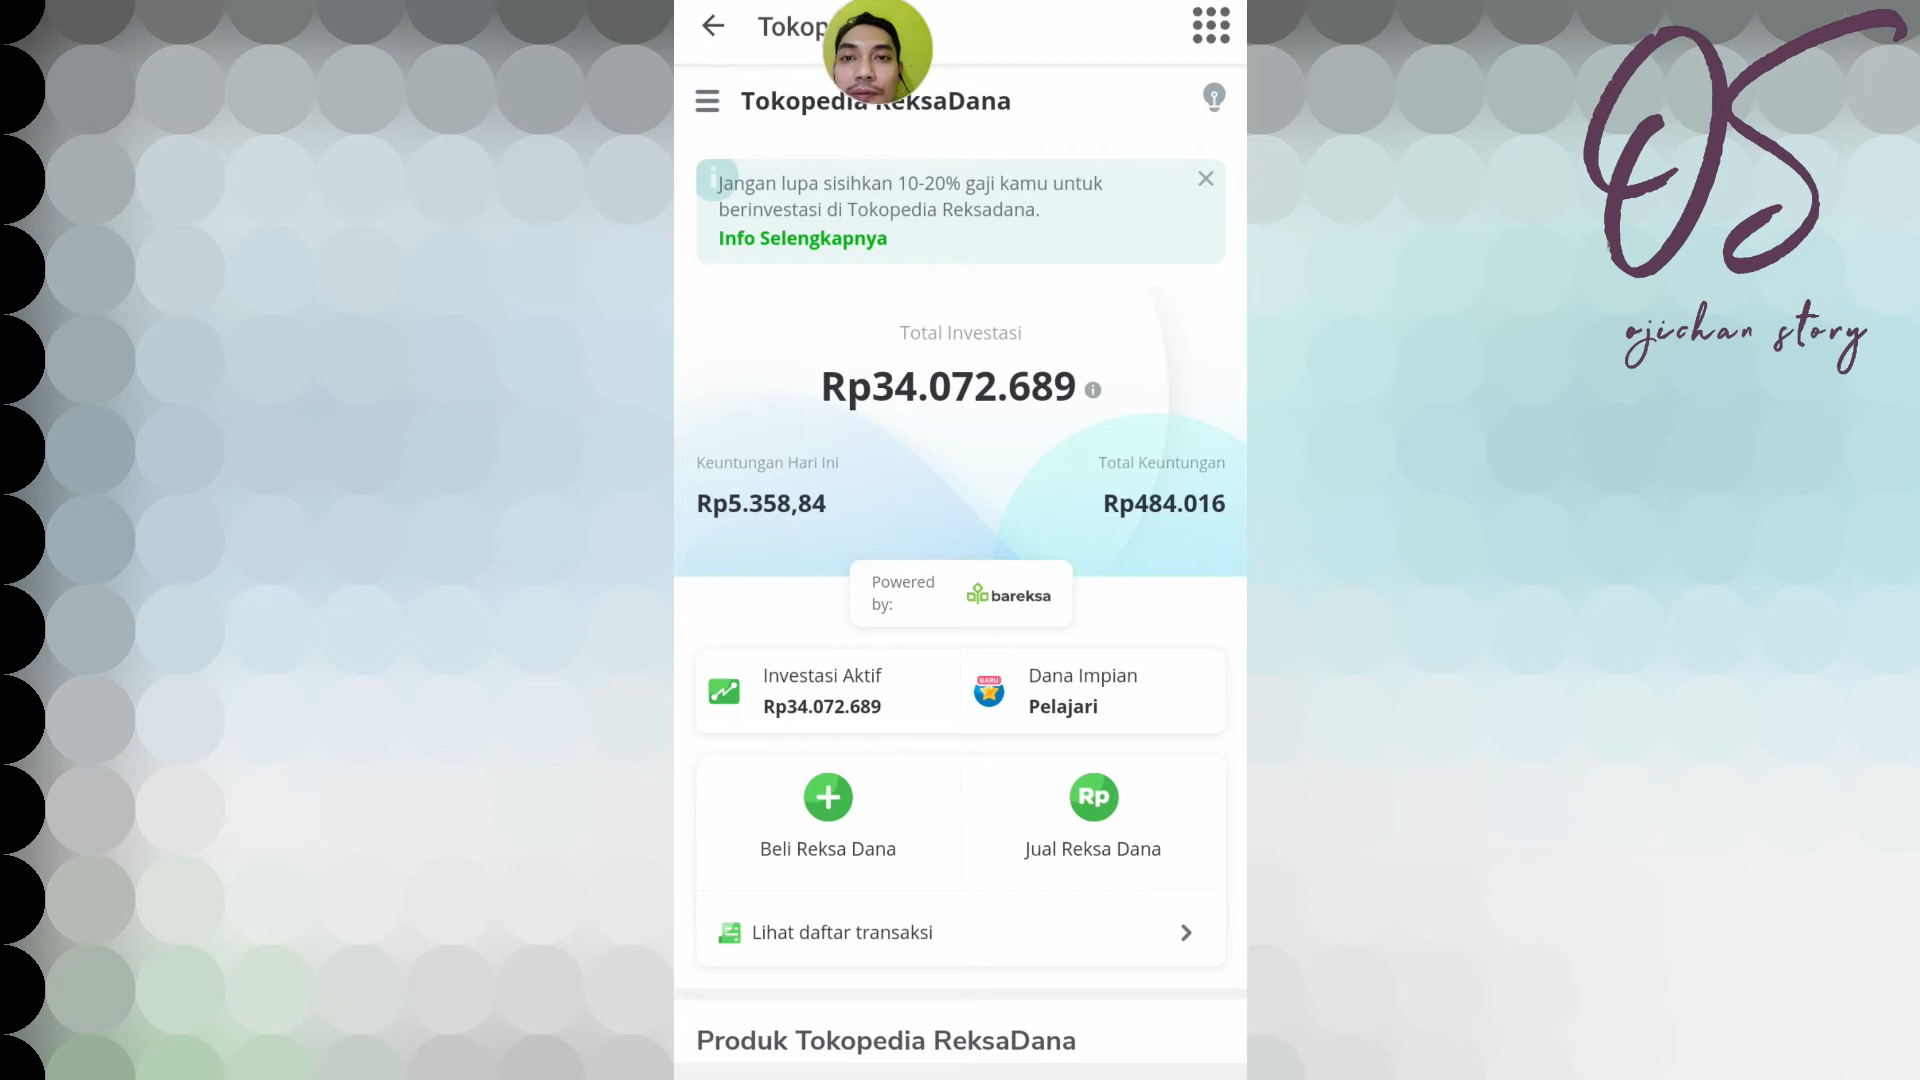 Tokop
Tokopedia ReksaDana
Jangan lupa sisihkan 10-20% gaji kamu untuk
berinvestasi di Tokopedia Reksadana.
Info Selengkapnya
Total Investasi
Rp34.072.689
Keuntungan Hari Ini
Total Keuntungan
Rp5.358,84
Rp484.016
Powered
by:
bareksa
Investasi Aktif
Rp34.072.689
BARU
Dana Impian
Pelajari
Rp
Beli Reksa Dana
Jual Reksa Dana
Lihat daftar transaksi
Produk Tokopedia ReksaDana
OS
ojichan story